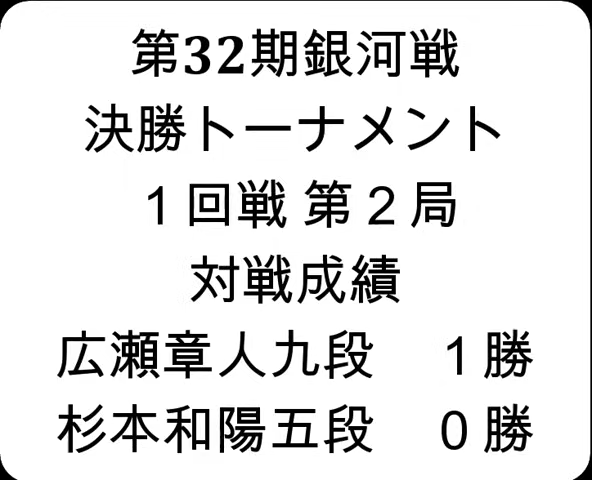 第32期銀河戦
決勝トーナメント
1回戦 第2局
対戦成績
広瀬章人九段　1勝
杉本和陽五段　0勝